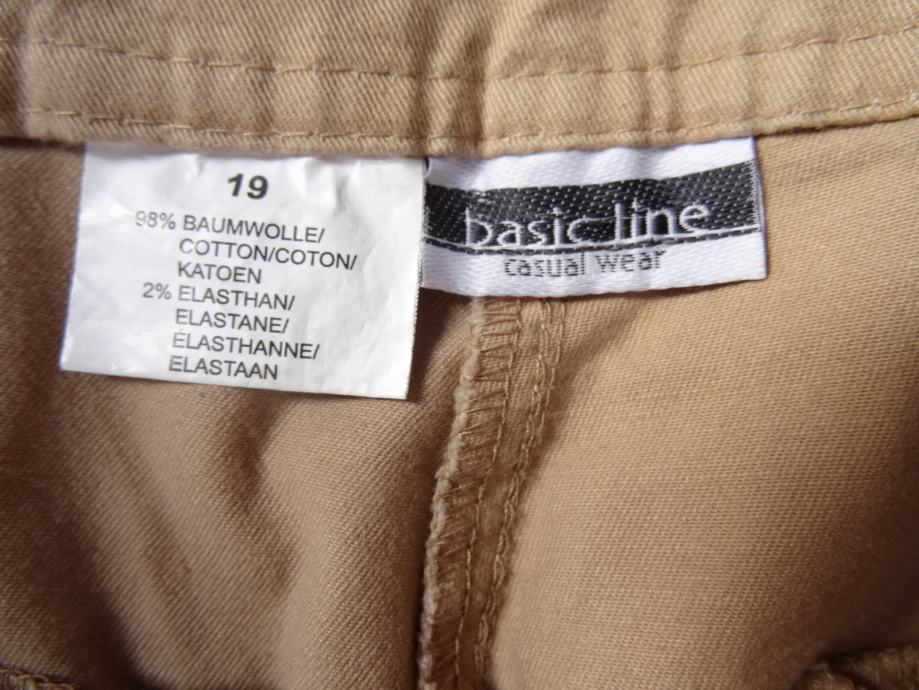 19
98% BAUMWOLLE/
COTTON/COTON/
KATOEN
2% ELASTHAN/
ELASTANE/
ÉLASTHANNE/
ELASTAAN
basic line
casual wear